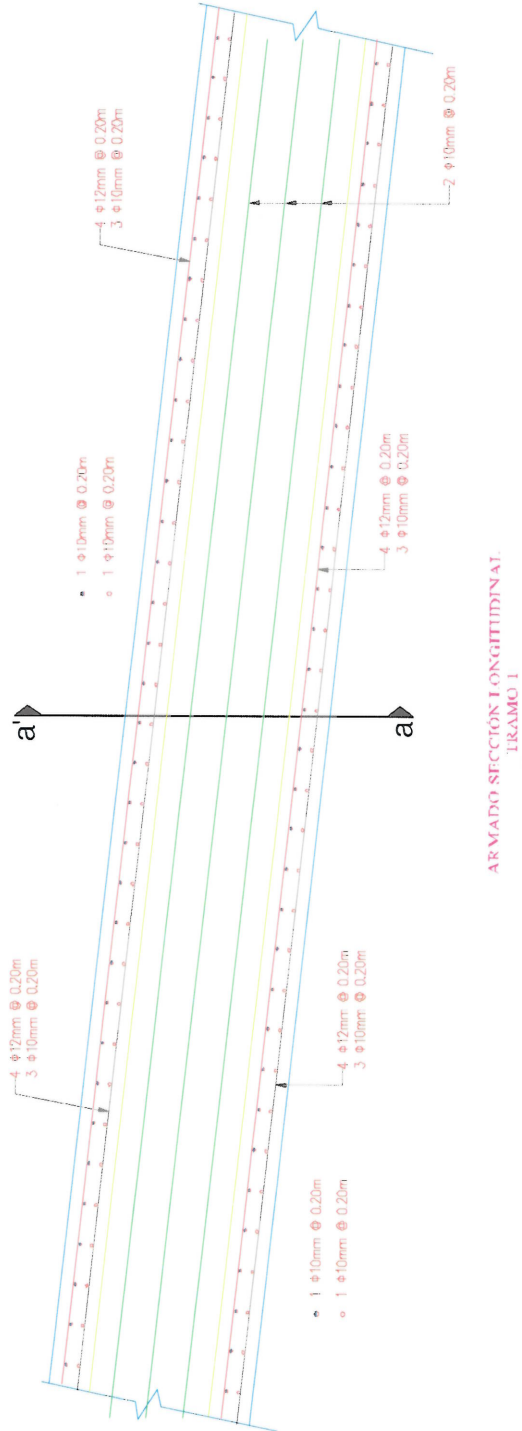 4 ϕ12mm @ 0.20m
3 ϕ10mm @ 0.20m
1 ϕ10mm @ 0.20m
1 ϕ10mm @ 0.20m
4 ϕ12mm @ 0.20m
3 ϕ10mm @ 0.20m
a'
a
4 ϕ12mm @ 0.20m
3 ϕ10mm @ 0.20m
1 ϕ10mm @ 0.20m
1 ϕ10mm @ 0.20m
4 ϕ12mm @ 0.20m
3 ϕ10mm @ 0.20m
2 ϕ10mm @ 0.20m
ARMADO SECCIÓN LONGITUDINAL
TRAMO 1